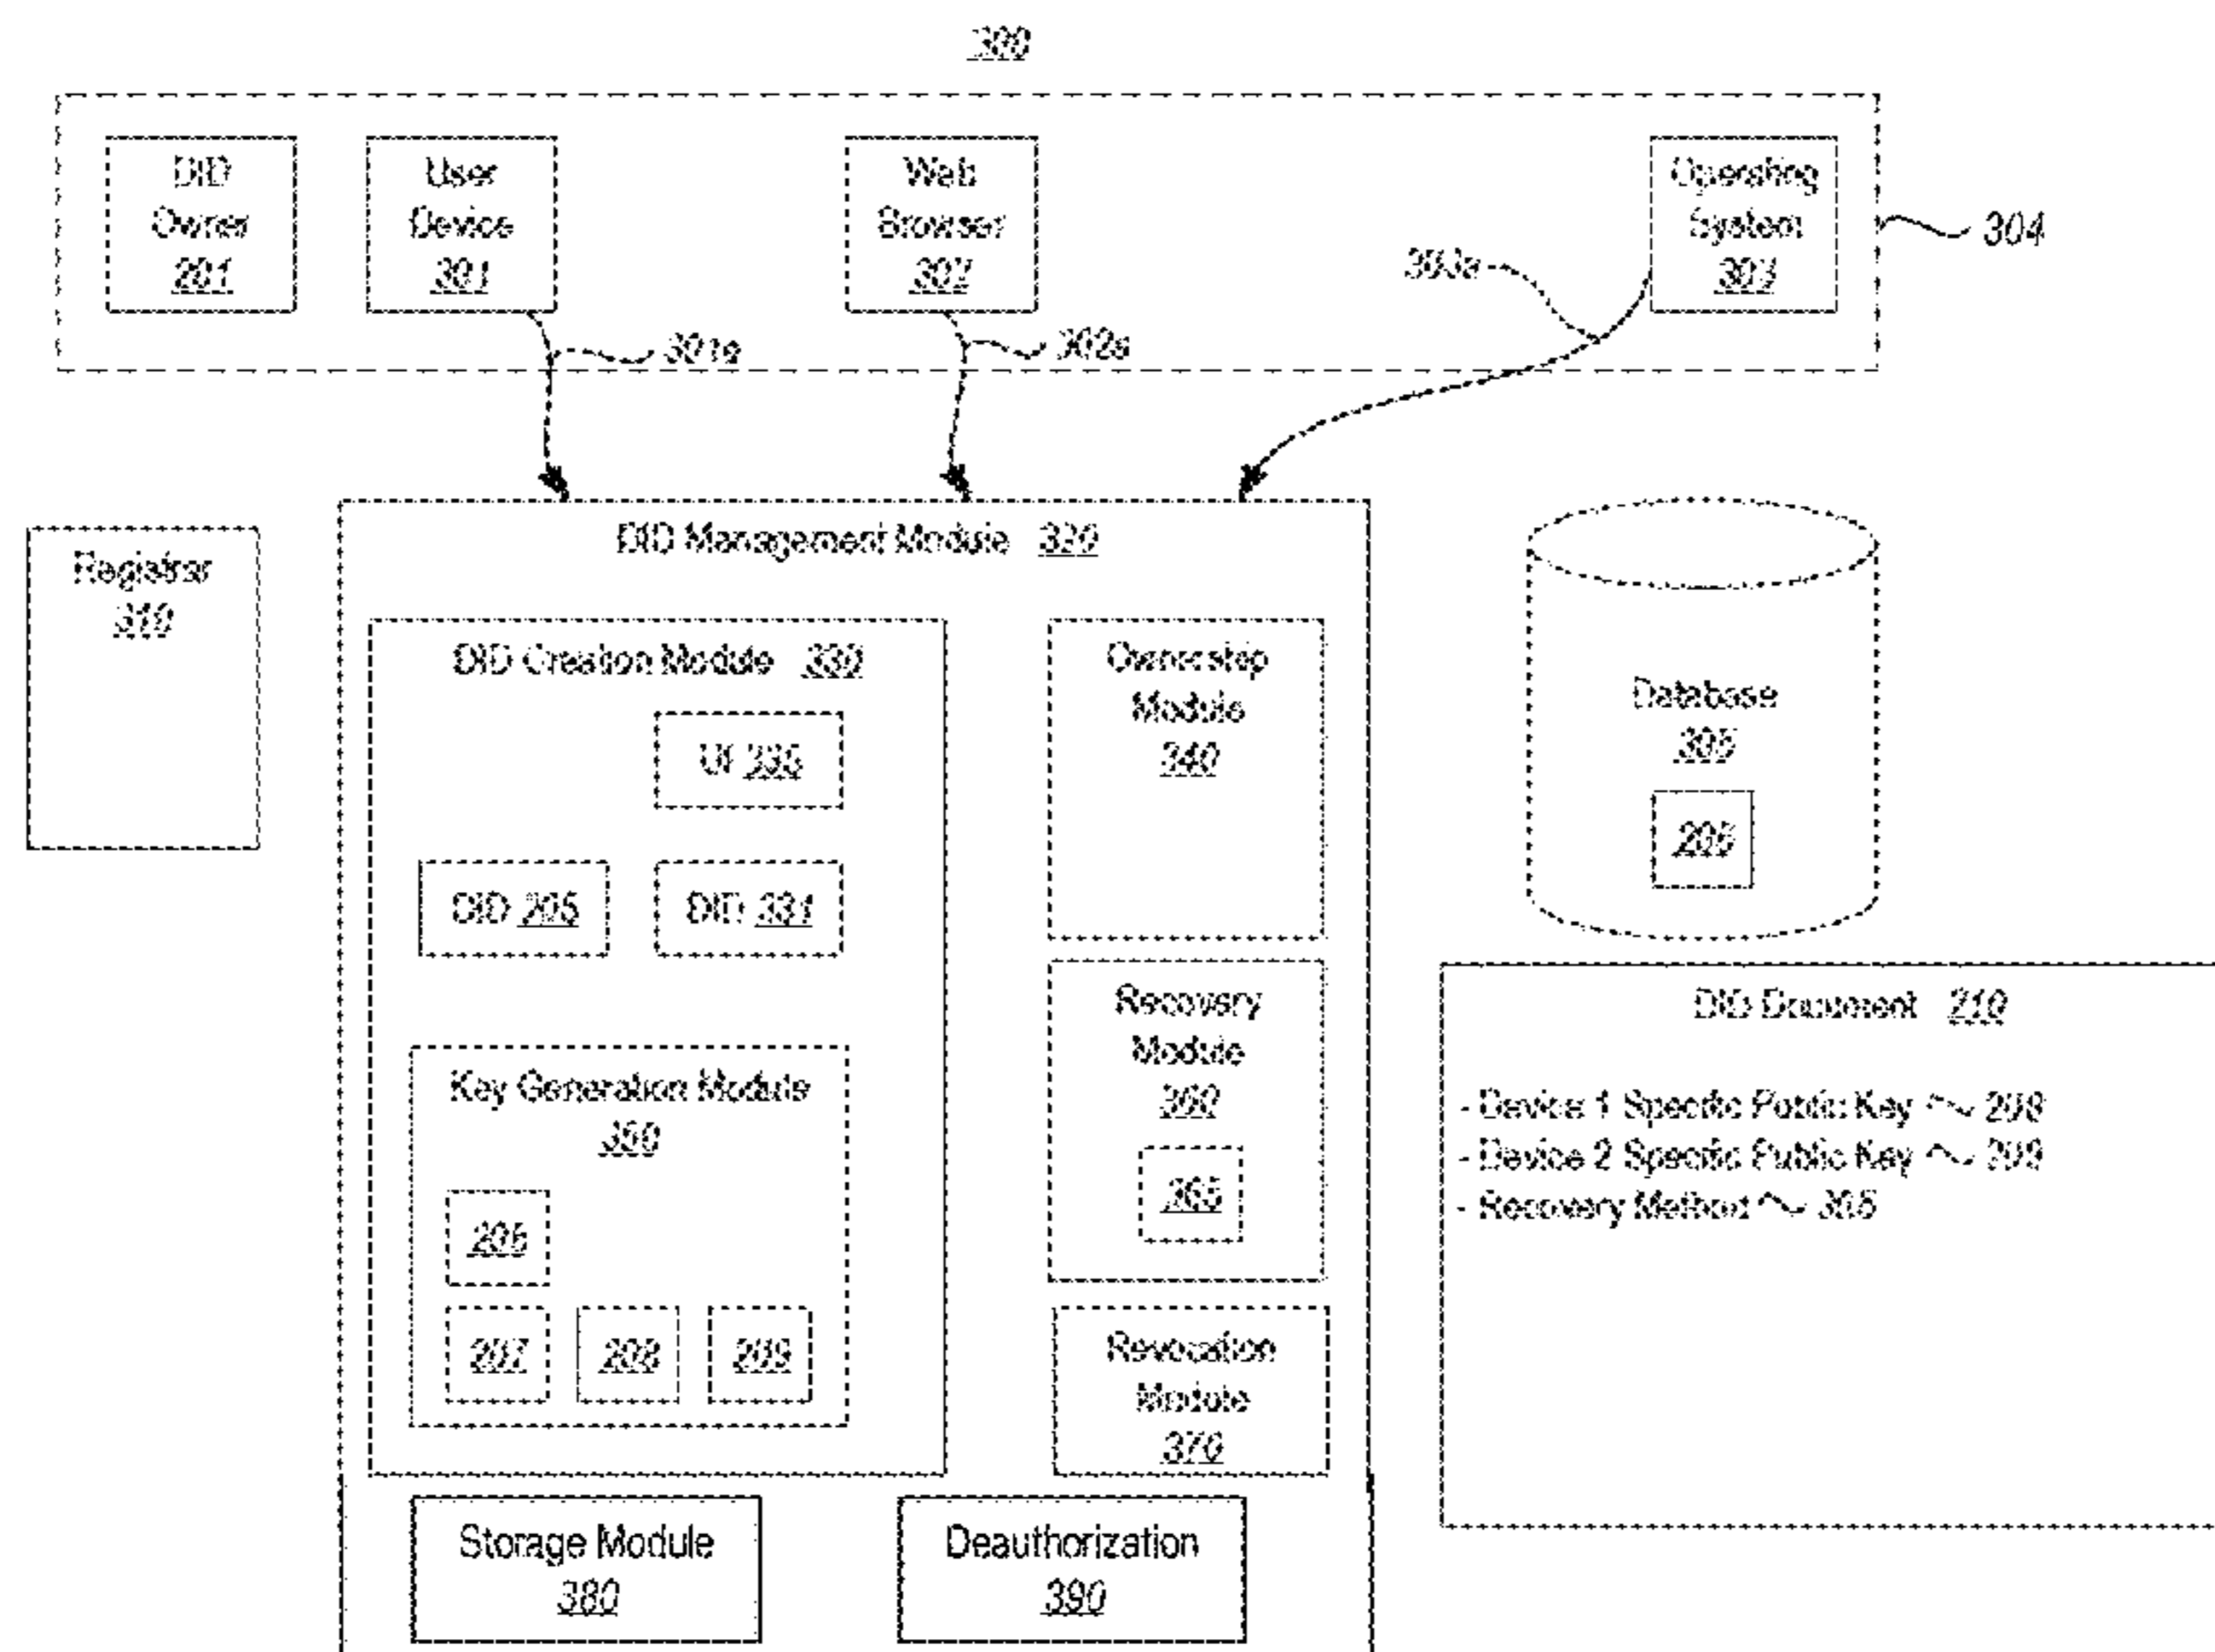 300
DID
Owner
201
User
Device
301
Web
Browser
302
Operating
System
303
304
301a
302a
303a
Registrar
310
DID Management Module 320
DID Creation Module 330
UI 335
DID 205
DID 331
Key Generation Module
350
206
207
208
209
Ownership
Module
340
Recovery
Module
360
365
Revocation
Module
370
Storage Module
380
Deauthorization
390
Database
305
DID Document 210
- Device 1 Specific Public Key 208
- Device 2 Specific Public Key 209
- Recovery Method 365